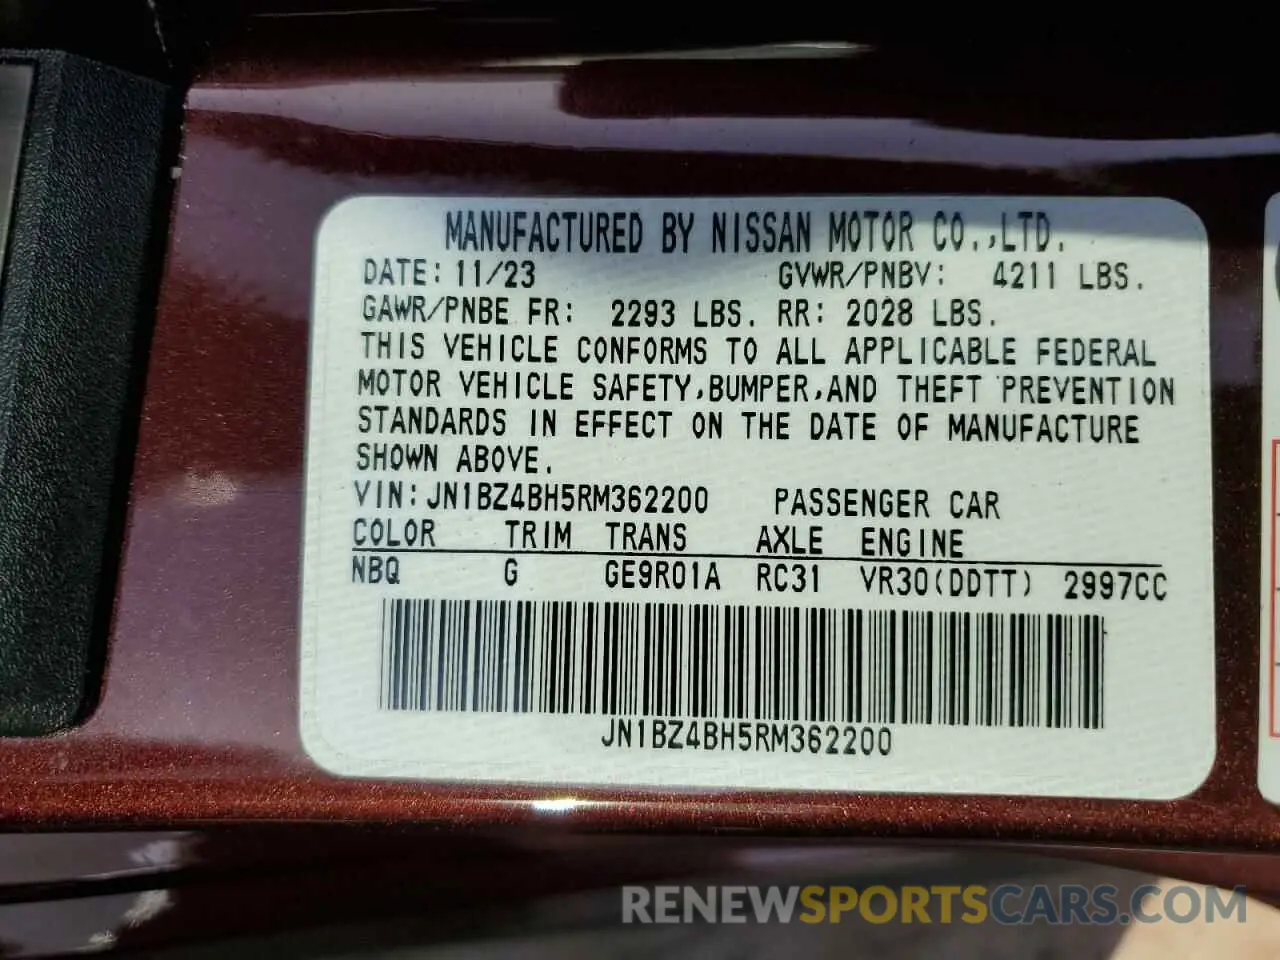 MANUFACTURED BY NISSAN MOTOR CO.,LTD.
DATE: 11/23 GVWR/PNBV: 4211 LBS.
GAWR/PNBE FR: 2293 LBS. RR: 2028 LBS.
THIS VEHICLE CONFORMS TO ALL APPLICABLE FEDERAL
MOTOR VEHICLE SAFETY,BUMPER,AND THEFT PREVENTION
STANDARDS IN EFFECT ON THE DATE OF MANUFACTURE
SHOWN ABOVE.
VIN: JN1BZ4BH5RM362200 PASSENGER CAR
COLOR TRIM TRANS AXLE ENGINE
NBQ G GE9R01A RC31 VR30(DDTT) 2997CC
JN1BZ4BH5RM362200
RENEWSPORTSCARS.COM